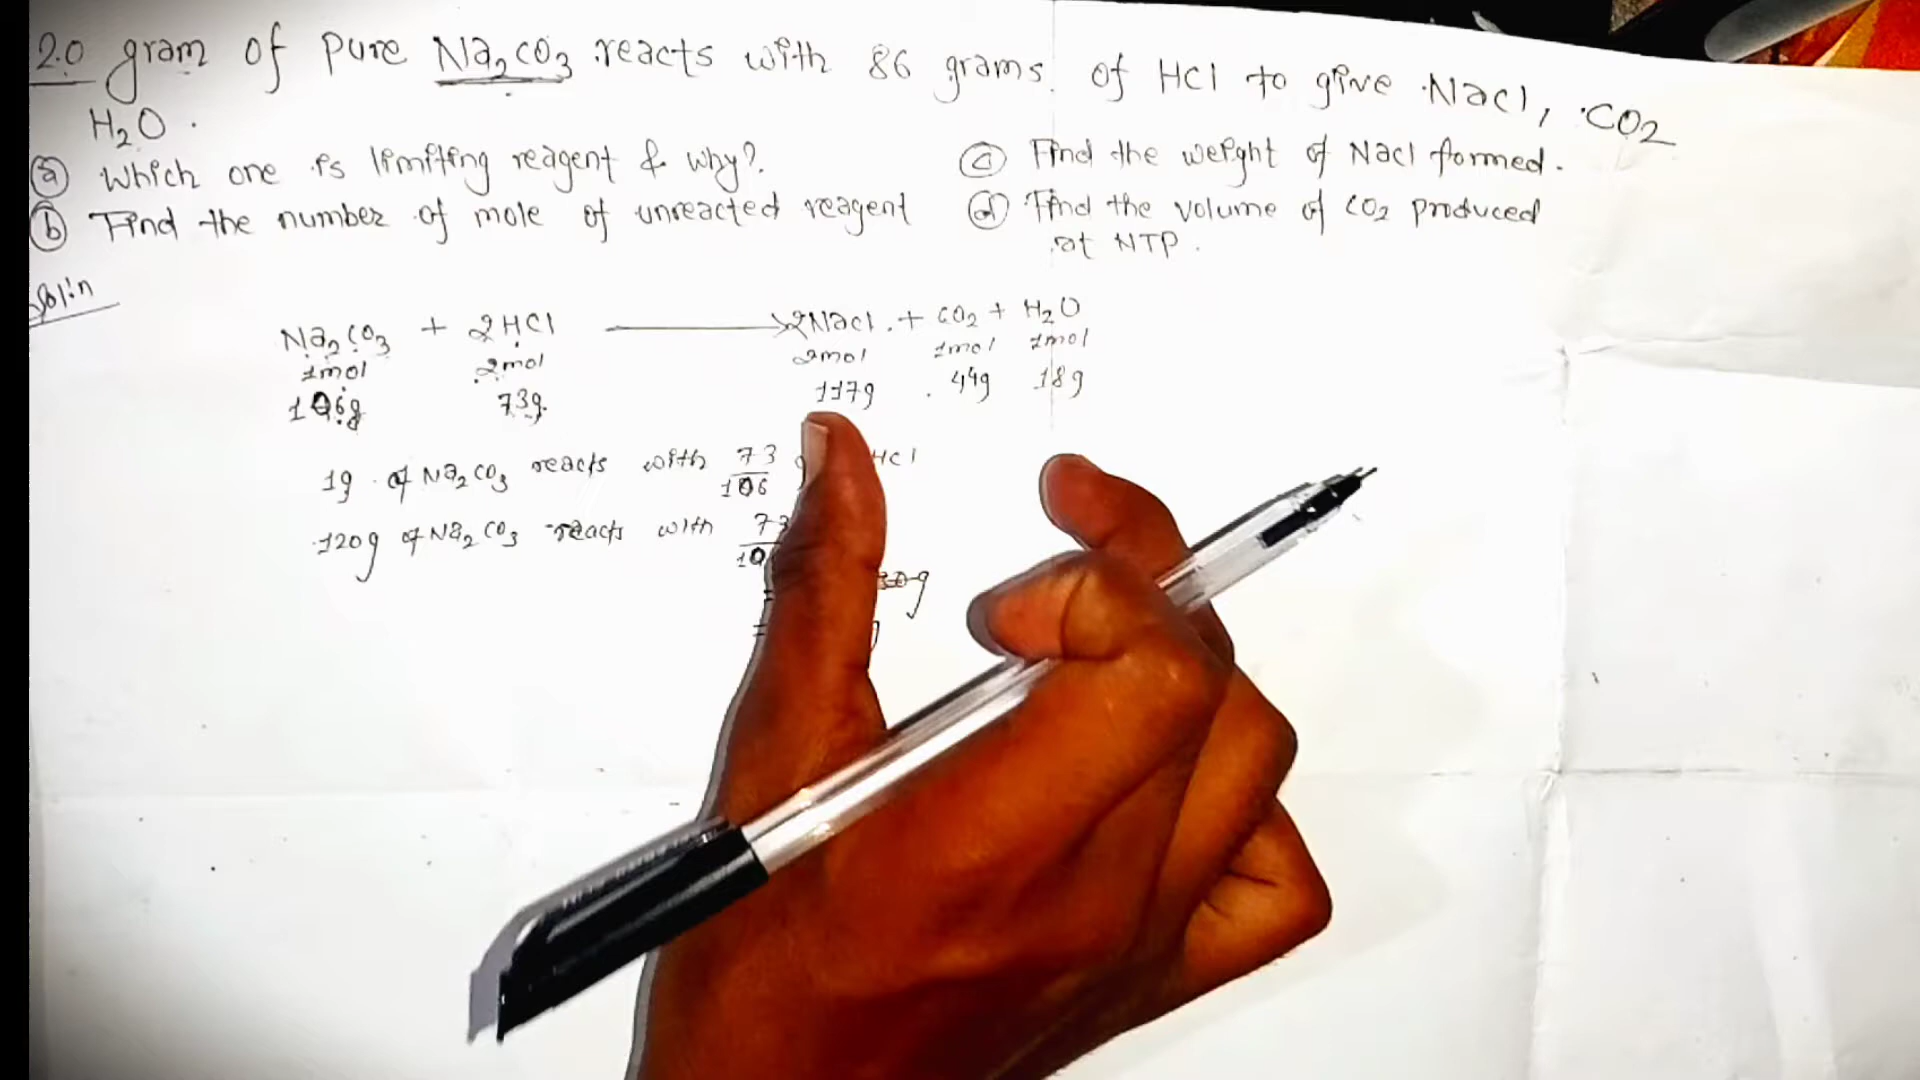 20 gram of pure Na2CO3 reacts with 86 grams of HCl to give NaCl, CO2
H2O.
(a) Which one is limiting reagent & why?
(b) Find the number of mole of unreacted reagent
(c) Find the weight of NaCl formed.
(d) Find the volume of CO2 produced
at NTP.
Sol:n
Na2CO3 + 2HCl → 2NaCl + CO2 + H2O
1mol 2mol 2mol 1mol 1mol
106g 73g 117g 44g 18g
1g of Na2CO3 reacts with 73/106 g HCl
120g of Na2CO3 reacts with 73
=
=